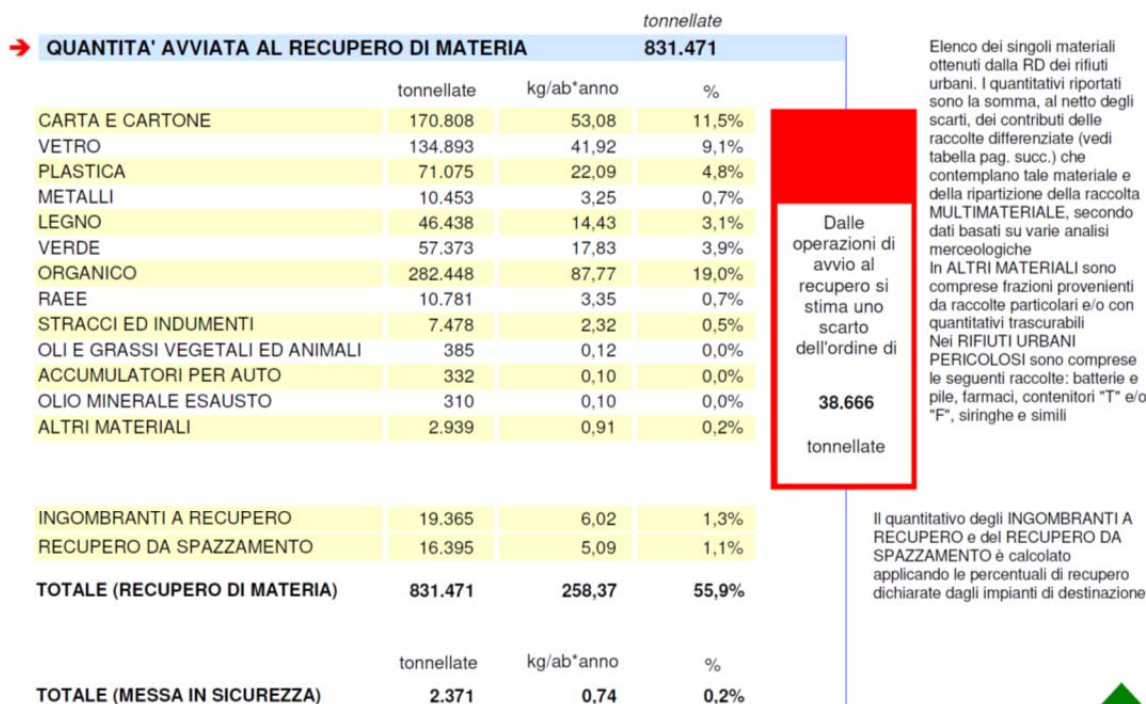 tonnellate
QUANTITA' AVVIATA AL RECUPERO DI MATERIA 831.471
tonnellate kg/ab*anno %
CARTA E CARTONE 170.808 53,08 11,5%
VETRO 134.893 41,92 9,1%
PLASTICA 71.075 22,09 4,8%
METALLI 10.453 3,25 0,7%
LEGNO 46.438 14,43 3,1%
VERDE 57.373 17,83 3,9%
ORGANICO 282.448 87,77 19,0%
RAEE 10.781 3,35 0,7%
STRACCI ED INDUMENTI 7.478 2,32 0,5%
OLI E GRASSI VEGETALI ED ANIMALI 385 0,12 0,0%
ACCUMULATORI PER AUTO 332 0,10 0,0%
OLIO MINERALE ESAUSTO 310 0,10 0,0%
ALTRI MATERIALI 2.939 0,91 0,2%
INGOMBRANTI A RECUPERO 19.365 6,02 1,3%
RECUPERO DA SPAZZAMENTO 16.395 5,09 1,1%
TOTALE (RECUPERO DI MATERIA) 831.471 258,37 55,9%
tonnellate kg/ab*anno %
TOTALE (MESSA IN SICUREZZA) 2.371 0,74 0,2%
Dalle
operazioni di
avvio al
recupero si
stima uno
scarto
dell'ordine di
38.666
tonnellate
Elenco dei singoli materiali
ottenuti dalla RD dei rifiuti
urbani. I quantitativi riportati
sono la somma, al netto degli
scarti, dei contributi delle
raccolte differenziate (vedi
tabella pag. succ.) che
contemplano tale materiale e
della ripartizione della raccolta
MULTIMATERIALE, secondo
dati basati su varie analisi
merceologiche
In ALTRI MATERIALI sono
comprese frazioni provenienti
da raccolte particolari e/o con
quantitativi trascurabili
Nei RIFIUTI URBANI
PERICOLOSI sono comprese
le seguenti raccolte: batterie e
pile, farmaci, contenitori "T" e/o
"F", siringhe e simili
Il quantitativo degli INGOMBRANTI A
RECUPERO e del RECUPERO DA
SPAZZAMENTO è calcolato
applicando le percentuali di recupero
dichiarate dagli impianti di destinazione